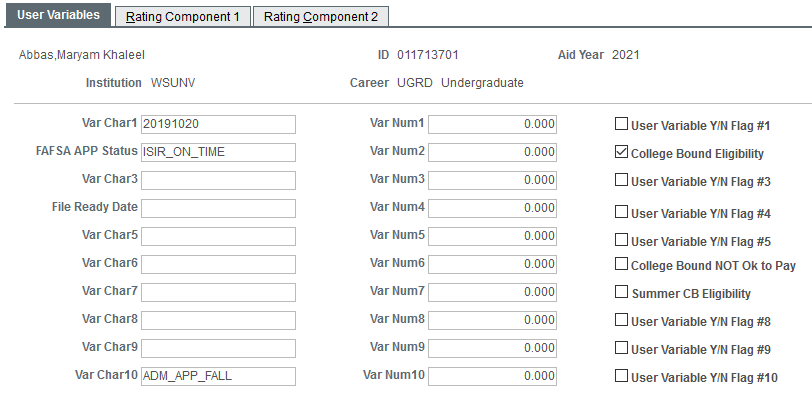 User Variables Rating Component 1 Rating Component 2
Abbas,Maryam Khaleel ID 011713701 Aid Year 2021
Institution WSUNV Career UGRD Undergraduate
Var Char1 20191020 Var Num1 0.000 User Variable Y/N Flag #1
FAFSA APP Status ISIR_ON_TIME Var Num2 0.000 College Bound Eligibility
Var Char3 Var Num3 0.000 User Variable Y/N Flag #3
File Ready Date Var Num4 0.000 User Variable Y/N Flag #4
Var Char5 Var Num5 0.000 User Variable Y/N Flag #5
Var Char6 Var Num6 0.000 College Bound NOT Ok to Pay
Var Char7 Var Num7 0.000 Summer CB Eligibility
Var Char8 Var Num8 0.000 User Variable Y/N Flag #8
Var Char9 Var Num9 0.000 User Variable Y/N Flag #9
Var Char10 ADM_APP_FALL Var Num10 0.000 User Variable Y/N Flag #10